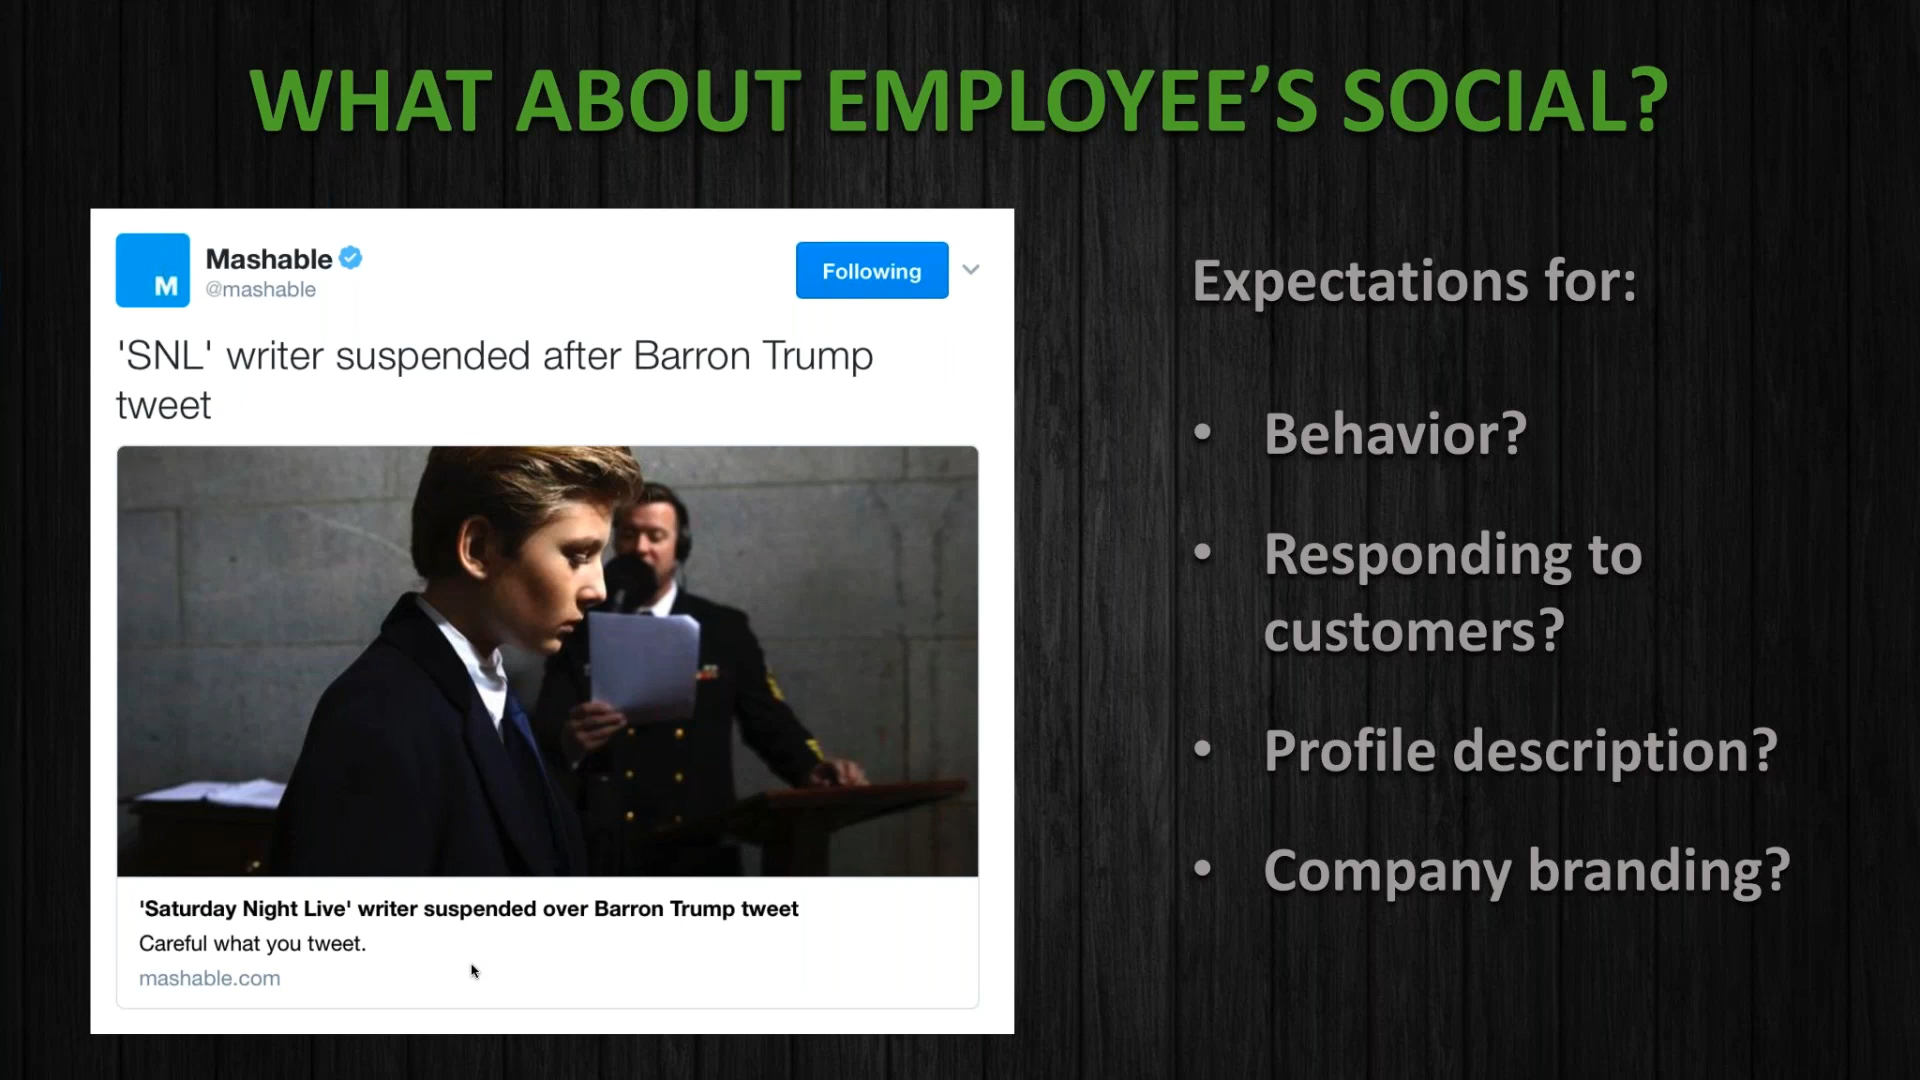 WHAT ABOUT EMPLOYEE’S SOCIAL?
M
Mashable
@mashable
Following
'SNL' writer suspended after Barron Trump
tweet
'Saturday Night Live' writer suspended over Barron Trump tweet
Careful what you tweet.
mashable.com
Expectations for:
• Behavior?
• Responding to
customers?
• Profile description?
• Company branding?